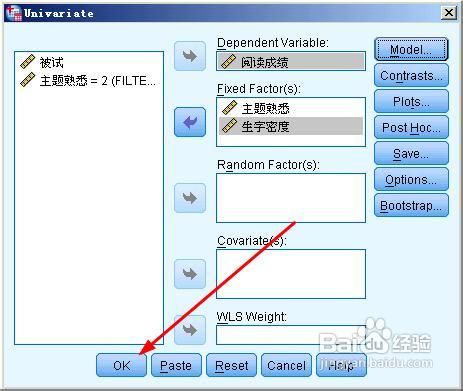 Univariate
被试
主题熟悉 = 2 (FILTE...
Dependent Variable:
阅读成绩
Fixed Factor(s):
主题熟悉
生字密度
Random Factor(s):
Covariate(s):
WLS Weight:
Model...
Contrasts...
Plots...
Post Hoc...
Save...
Options...
Bootstrap...
OK
Paste
Reset
Cancel
Help
Baidu 经验
jingyan.baidu.com